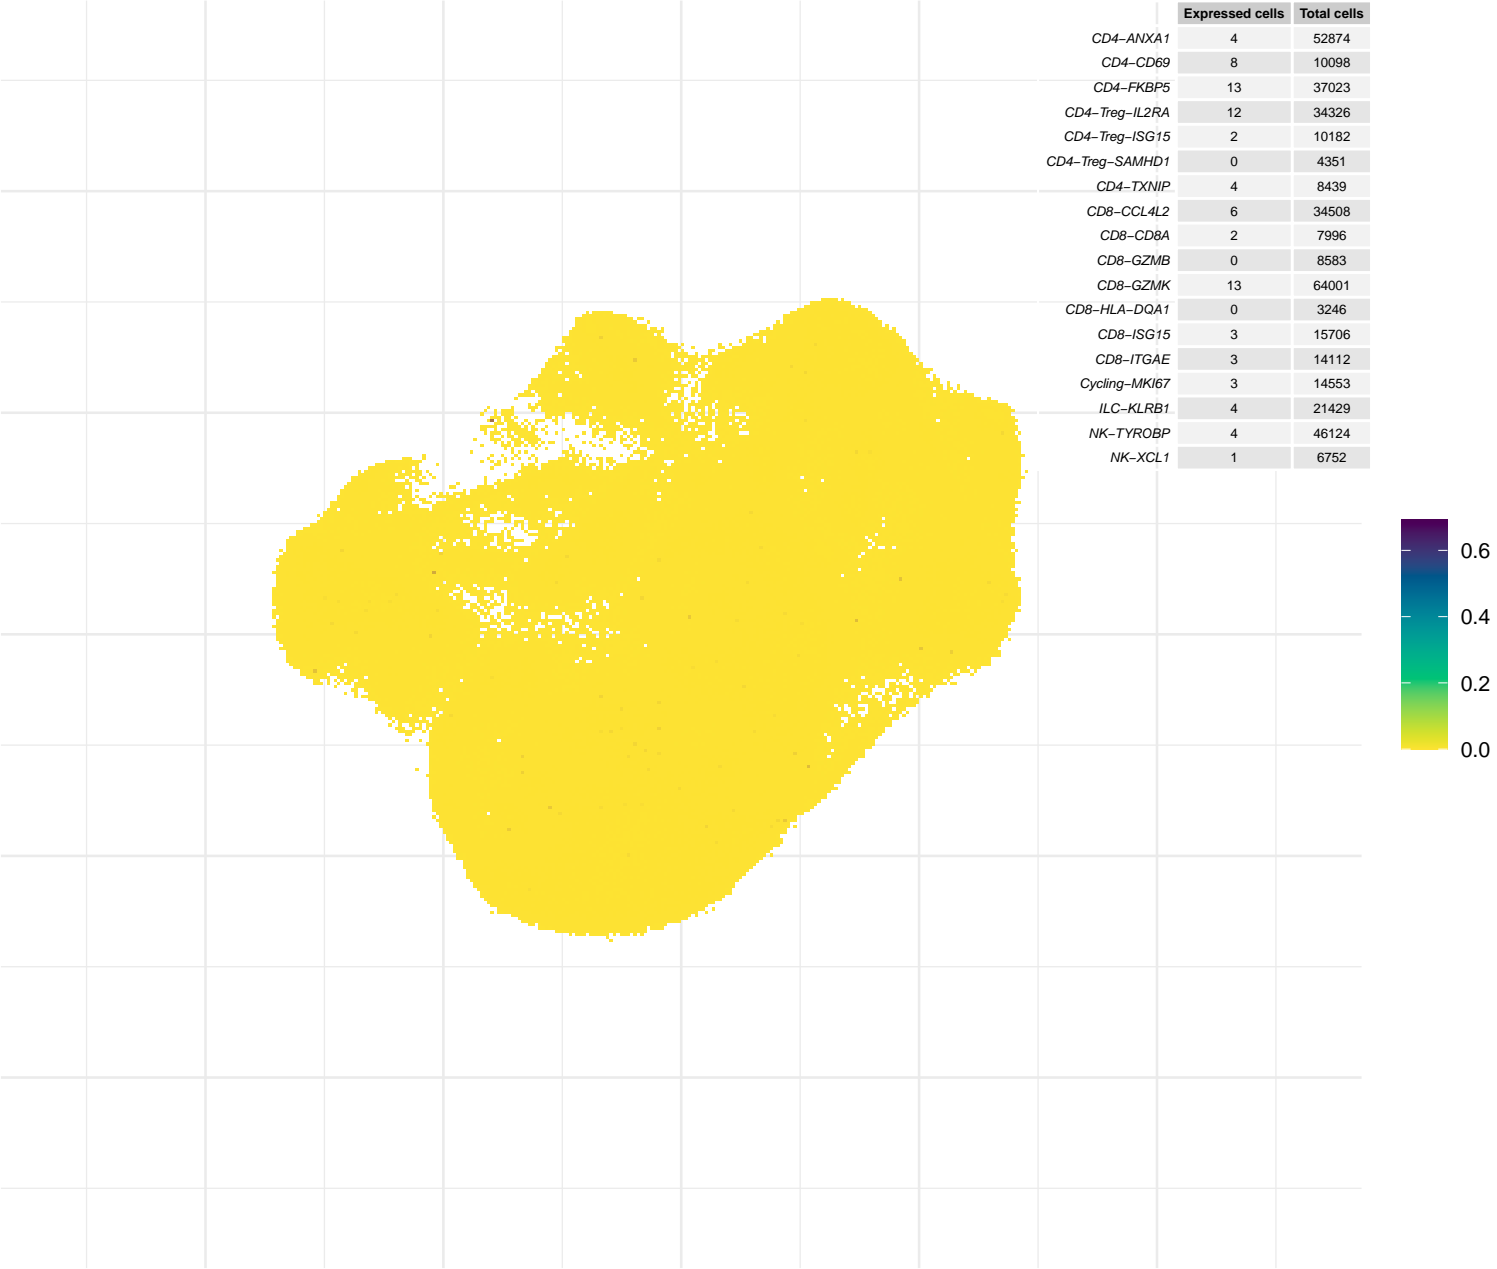 Expressed cells Total cells
CD4−ANXA1 4 52874
CD4−CD69 8 10098
CD4−FKBP5 13 37023
CD4−Treg−IL2RA 12 34326
CD4−Treg−ISG15 2 10182
CD4−Treg−SAMHD1 0 4351
CD4−TXNIP 4 8439
CD8−CCL4L2 6 34508
CD8−CD8A 2 7996
CD8−GZMB 0 8583
CD8−GZMK 13 64001
CD8−HLA−DQA1 0 3246
CD8−ISG15 3 15706
CD8−ITGAE 3 14112
Cycling−MKI67 3 14553
ILC−KLRB1 4 21429
NK−TYROBP 4 46124
NK−XCL1 1 6752
0.6
0.4
0.2
0.0